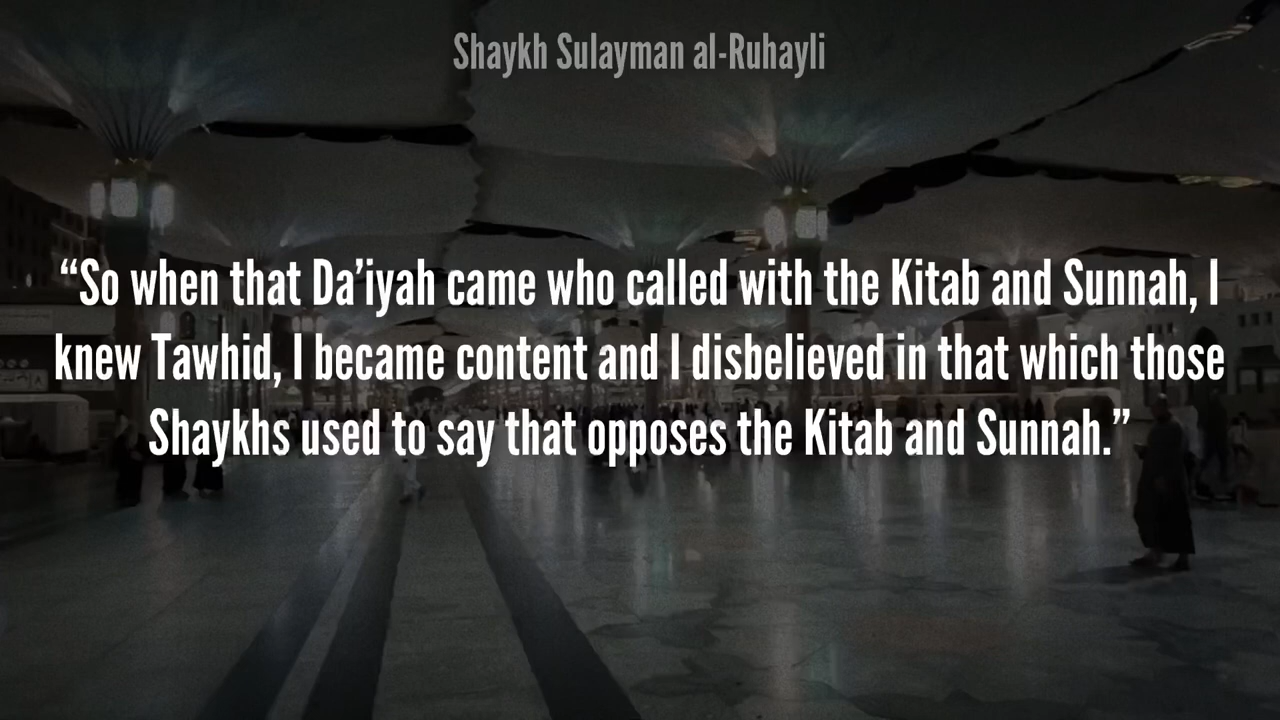 Shaykh Sulayman al-Ruhayli
“So when that Da’iyah came who called with the Kitab and Sunnah, I
knew Tawhid, I became content and I disbelieved in that which those
Shaykhs used to say that opposes the Kitab and Sunnah.”